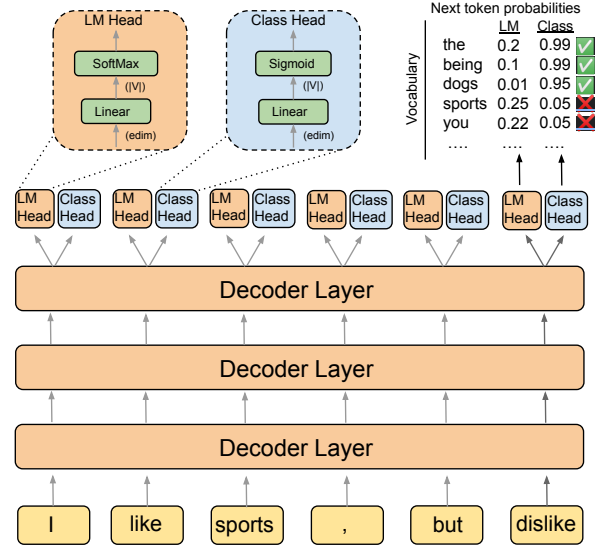 LM Head
SoftMax
(|V|)
Linear
(edim)
Class Head
Sigmoid
(|V|)
Linear
(edim)
Next token probabilities
LM Class
Vocabulary
the 0.2 0.99
being 0.1 0.99
dogs 0.01 0.95
sports 0.25 0.05
you 0.22 0.05
.... .... ....
LM Head Class Head LM Head Class Head LM Head Class Head LM Head Class Head LM Head Class Head LM Head Class Head
Decoder Layer
Decoder Layer
Decoder Layer
I like sports , but dislike